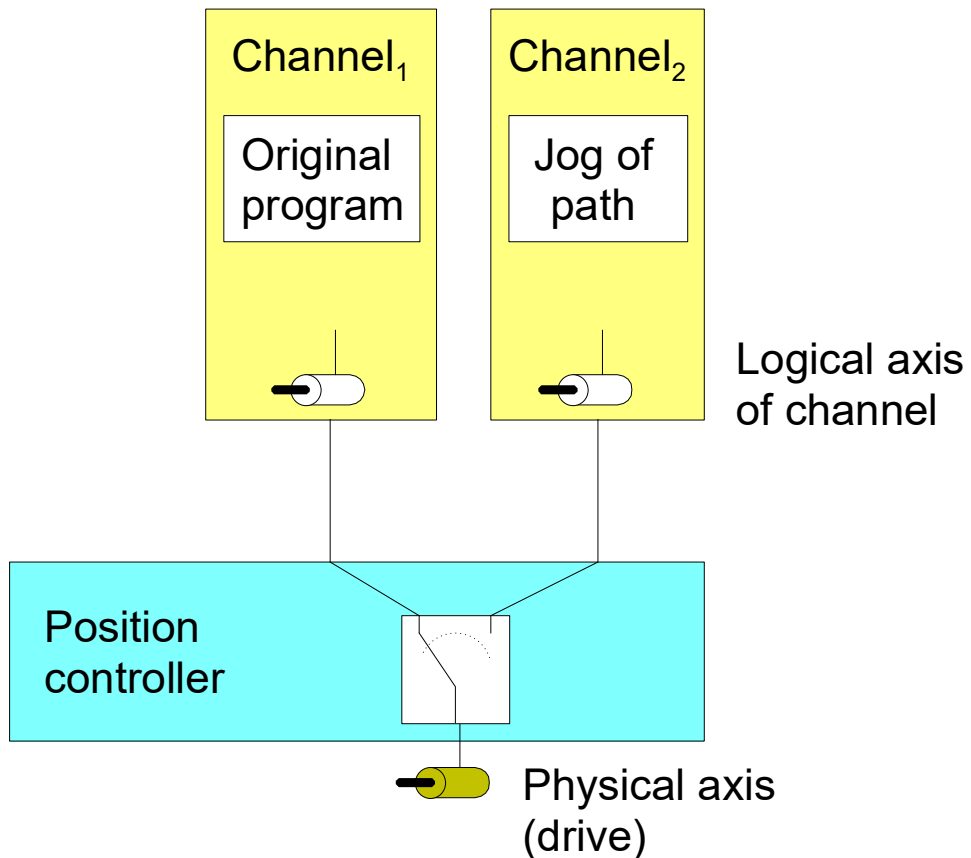 Channel₁
Original
program
Channel₂
Jog of
path
Logical axis
of channel
Position
controller
Physical axis
(drive)